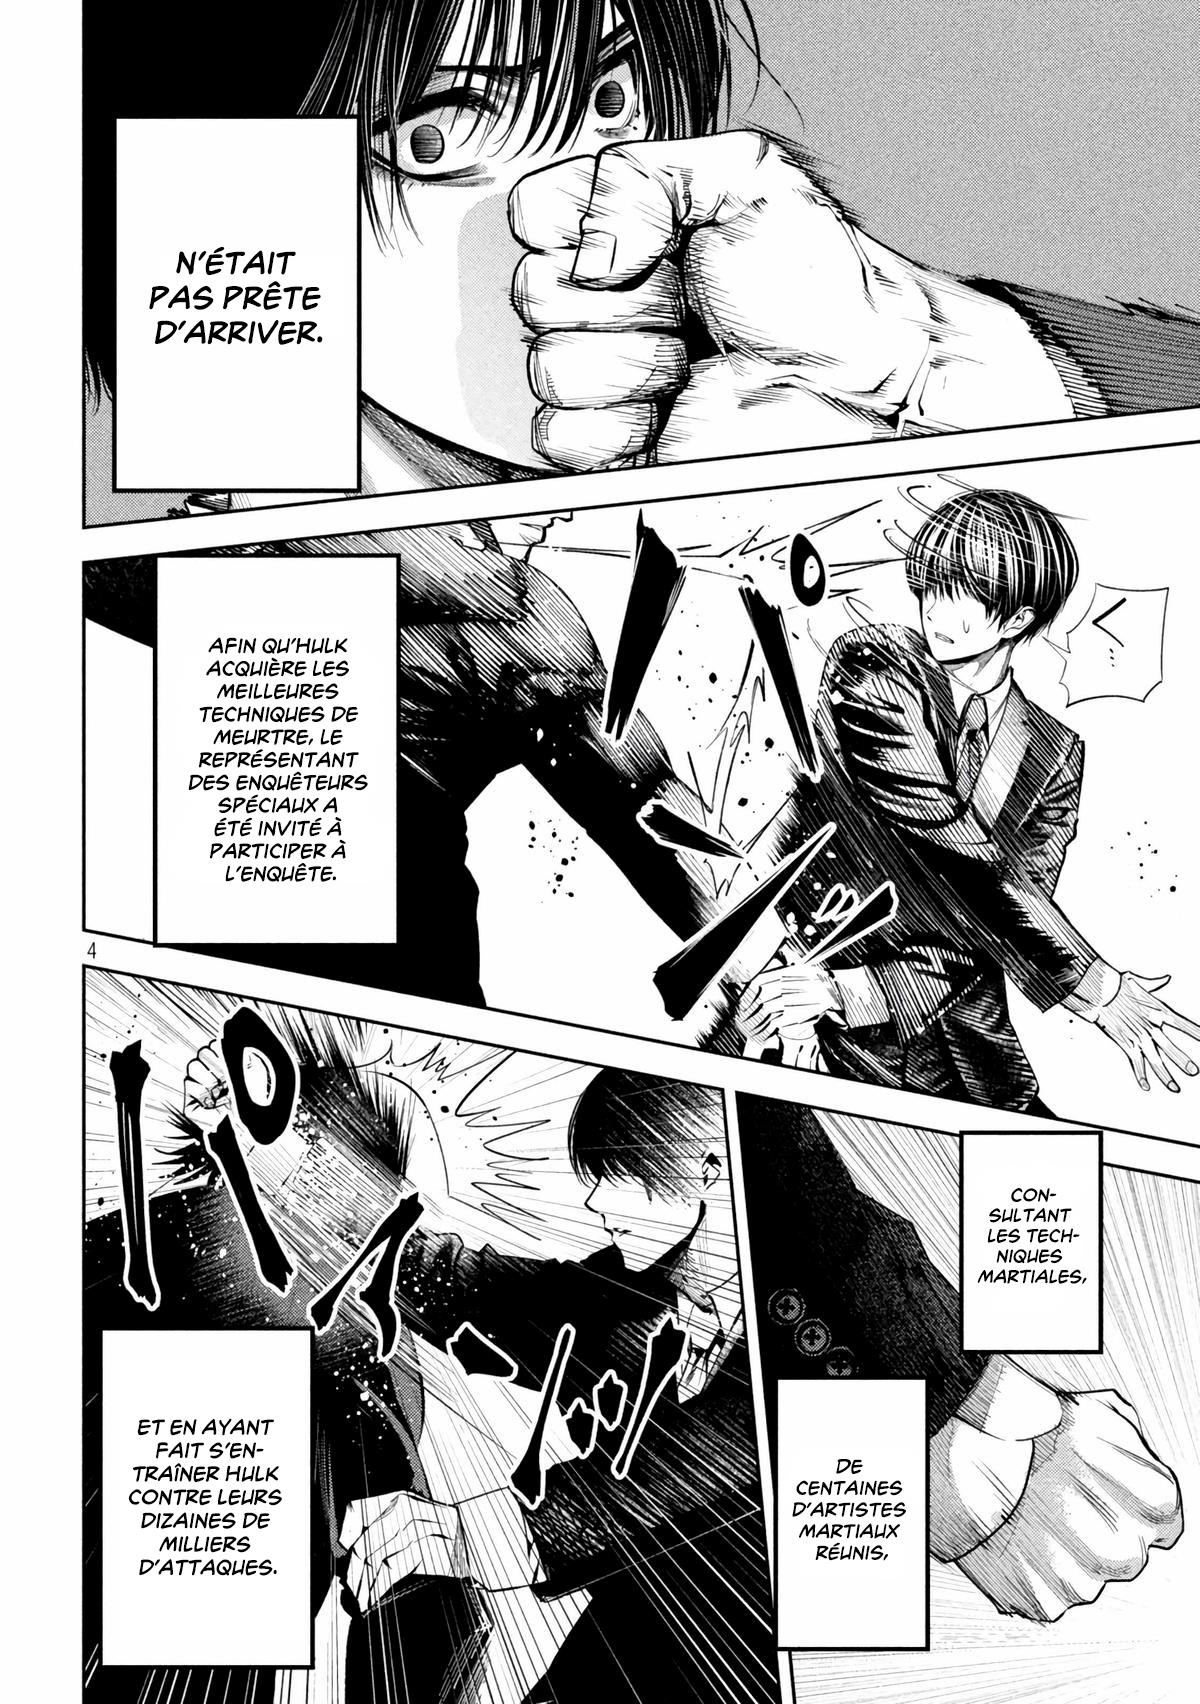 N'ÉTAIT
PAS PRÊTE
D'ARRIVER.
AFIN QU'HULK
ACQUIÈRE LES
MEILLEURES
TECHNIQUES DE
MEURTRE, LE
REPRÉSENTANT
DES ENQUÊTEURS
SPÉCIAUX A
ÉTÉ INVITÉ À
PARTICIPER À
L'ENQUÊTE.
4
CON-
SULTANT
LES TECH-
NIQUES
MARTIALES,
DE
CENTAINES
D'ARTISTES
MARTIAUX
RÉUNIS,
ET EN AYANT
FAIT S'EN-
TRAÎNER HULK
CONTRE LEURS
DIZAINES DE
MILLIERS
D'ATTAQUES.